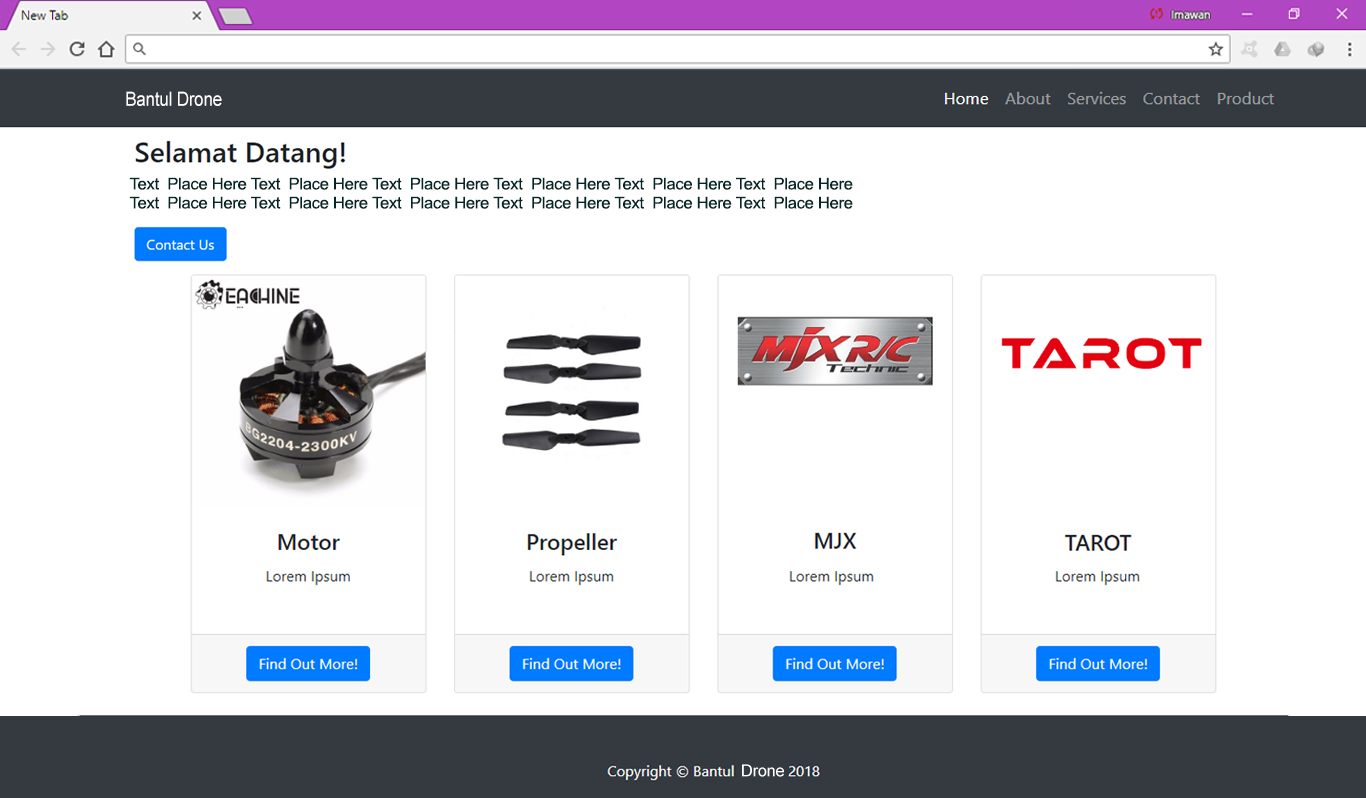 New Tab
Imawan
Bantul Drone
Home About Services Contact Product
Selamat Datang!
Text Place Here Text Place Here Text Place Here Text Place Here Text Place Here Text Place Here
Text Place Here Text Place Here Text Place Here Text Place Here Text Place Here Text Place Here
Contact Us
EACHINE
BG2204-2300KV
MJX R/C
Technic
TAROT
Motor
Propeller
MJX
TAROT
Lorem Ipsum
Lorem Ipsum
Lorem Ipsum
Lorem Ipsum
Find Out More!
Find Out More!
Find Out More!
Find Out More!
Copyright © Bantul Drone 2018